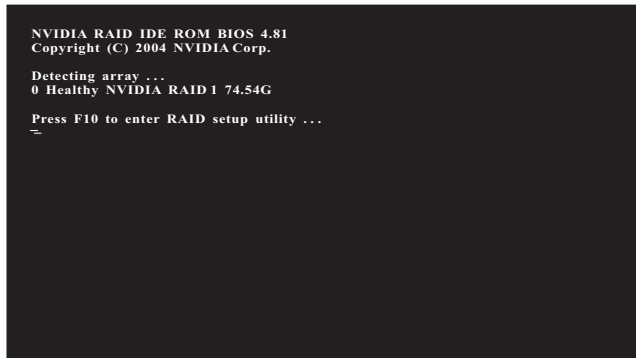 NVIDIA RAID IDE ROM BIOS 4.81
Copyright (C) 2004 NVIDIA Corp.
Detecting array ...
0 Healthy NVIDIA RAID 1 74.54G
Press F10 to enter RAID setup utility ...